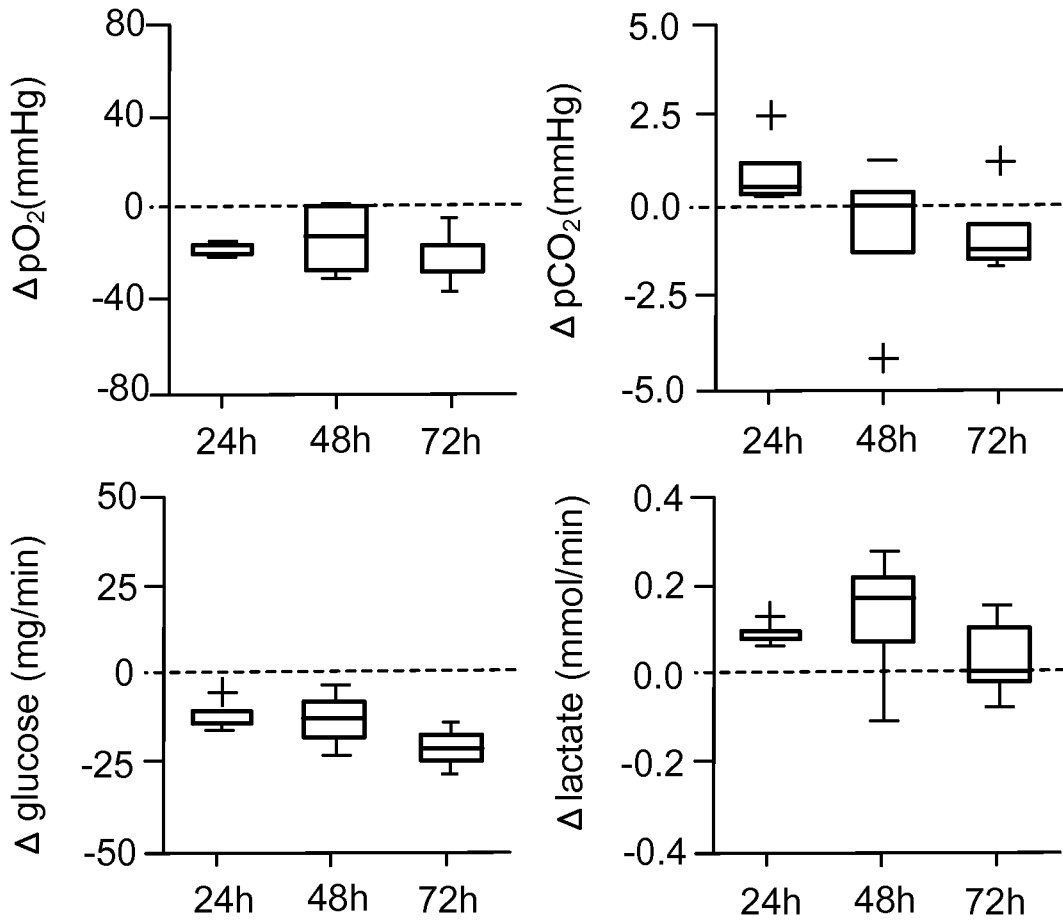 Δ pO₂(mmHg)
80
40
0
-40
-80
24h 48h 72h
Δ pCO₂(mmHg)
5.0
2.5
0.0
-2.5
-5.0
24h 48h 72h
Δ glucose (mg/min)
50
25
0
-25
-50
24h 48h 72h
Δ lactate (mmol/min)
0.4
0.2
0.0
-0.2
-0.4
24h 48h 72h